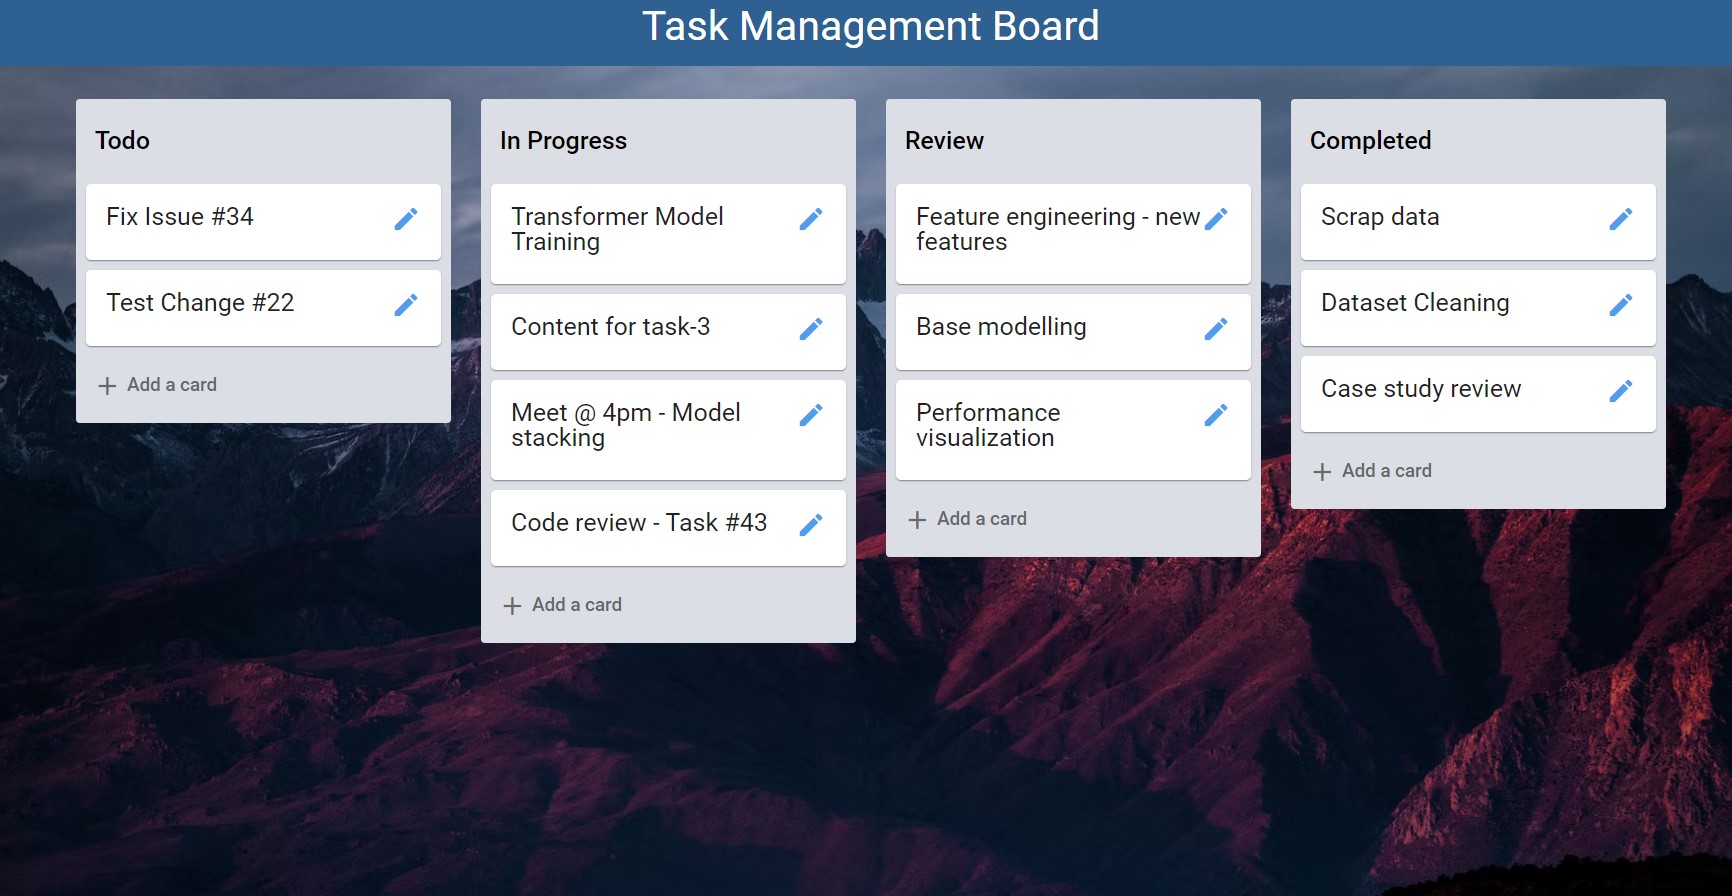 Task Management Board
Todo
Fix Issue #34
Test Change #22
Add a card
In Progress
Transformer Model
Training
Content for task-3
Meet @ 4pm - Model
stacking
Code review - Task #43
Add a card
Review
Feature engineering - new
features
Base modelling
Performance
visualization
Add a card
Completed
Scrap data
Dataset Cleaning
Case study review
Add a card